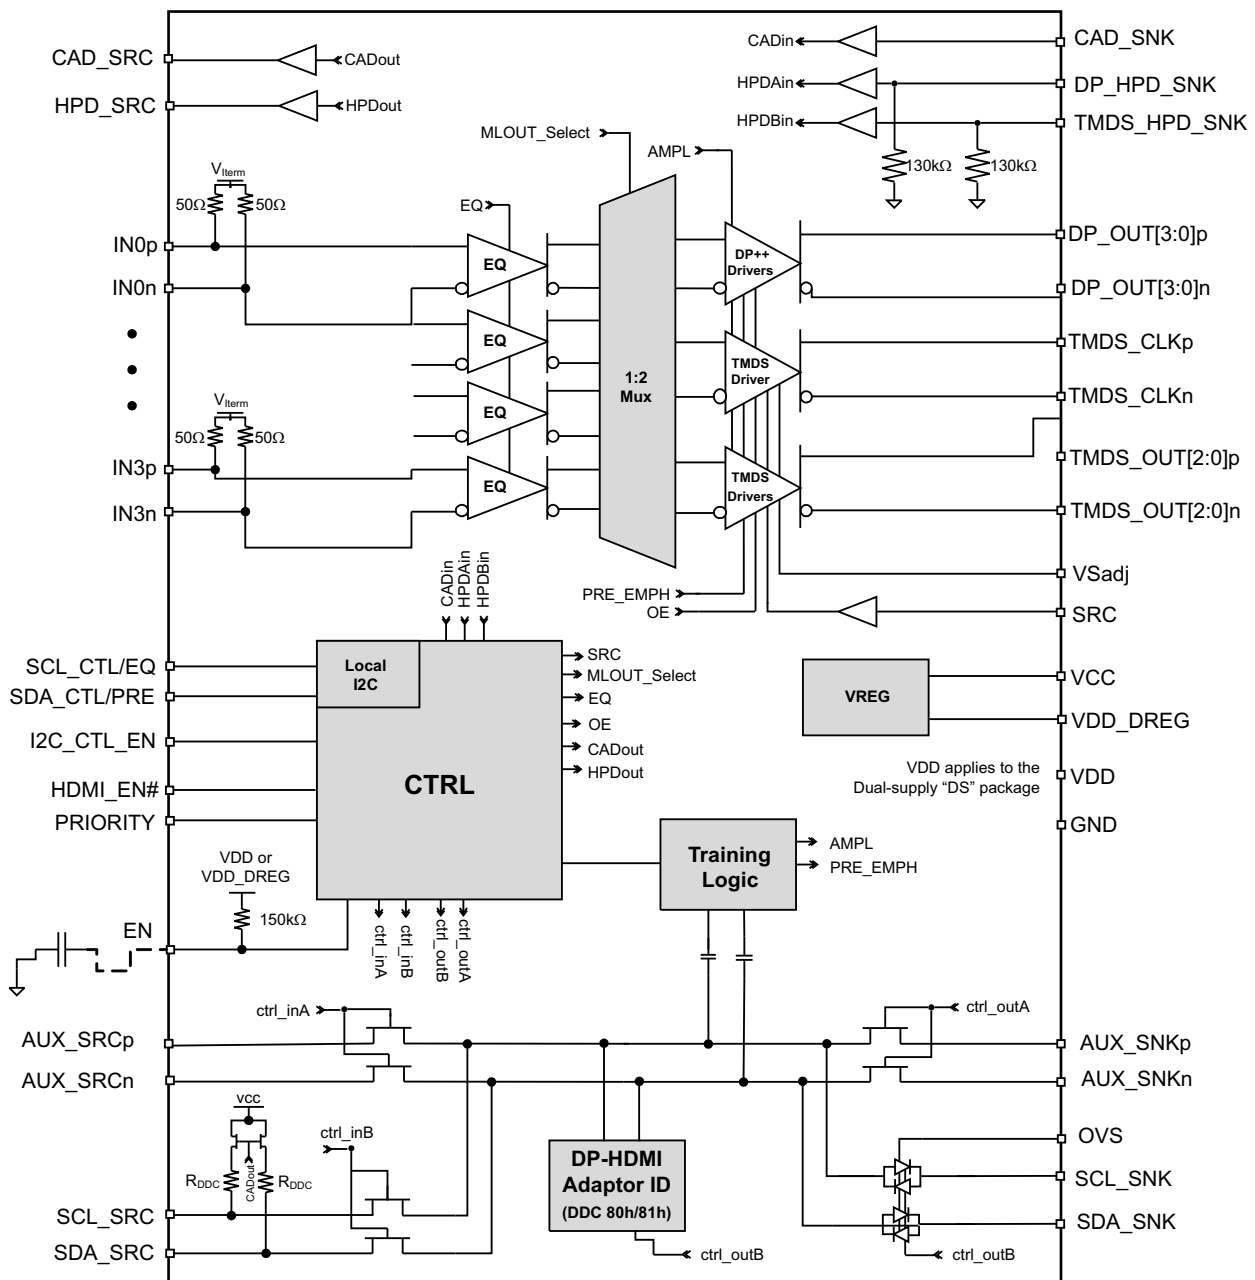 CAD_SRC
CADout
HPD_SRC
HPDout
CADin
CAD_SNK
HPDAin
DP_HPD_SNK
HPDBin
TMDS_HPD_SNK
130kΩ
130kΩ
MLOUT_Select
AMPL
VIterm
50Ω
50Ω
EQ
IN0p
IN0n
EQ
EQ
EQ
EQ
1:2
Mux
DP++
Drivers
TMDS
Driver
TMDS
Drivers
DP_OUT[3:0]p
DP_OUT[3:0]n
TMDS_CLKp
TMDS_CLKn
TMDS_OUT[2:0]p
TMDS_OUT[2:0]n
VIterm
50Ω
50Ω
IN3p
IN3n
PRE_EMPH
OE
VSadj
SRC
CADin
HPDAin
HPDBin
SCL_CTL/EQ
SDA_CTL/PRE
I2C_CTL_EN
HDMI_EN#
PRIORITY
Local
I2C
CTRL
SRC
MLOUT_Select
EQ
OE
CADout
HPDout
VREG
VCC
VDD_DREG
VDD applies to the
Dual-supply “DS” package
VDD
GND
VDD or
VDD_DREG
150kΩ
EN
Training
Logic
AMPL
PRE_EMPH
ctrl_inA
ctrl_inB
ctrl_outB
ctrl_outA
ctrl_inA
ctrl_outA
AUX_SRCp
AUX_SRCn
AUX_SNKp
AUX_SNKn
vcc
RDDC
CADout
RDDC
ctrl_inB
SCL_SRC
SDA_SRC
DP-HDMI
Adaptor ID
(DDC 80h/81h)
ctrl_outB
OVS
SCL_SNK
SDA_SNK
ctrl_outB